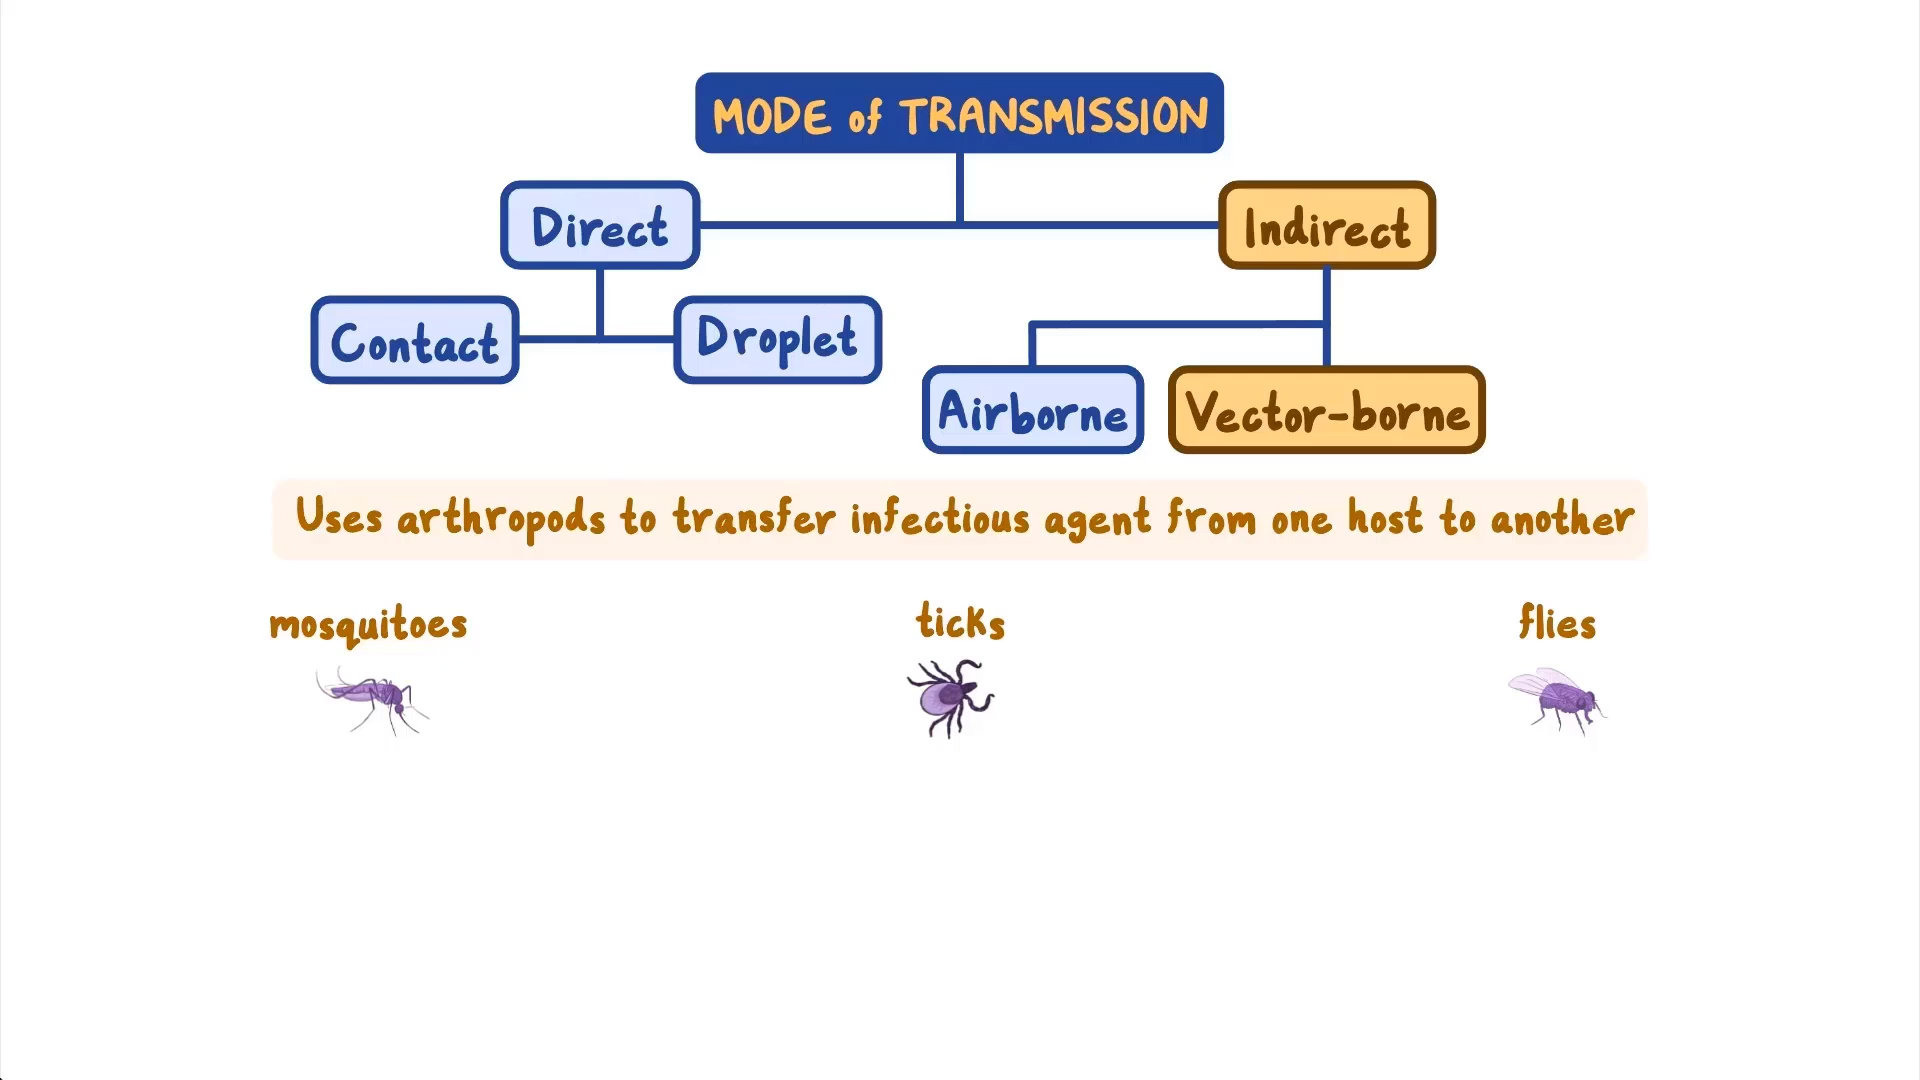 MODE of TRANSMISSION
Direct
Indirect
Contact
Droplet
Airborne
Vector-borne
Uses arthropods to transfer infectious agent from one host to another
mosquitoes
ticks
flies